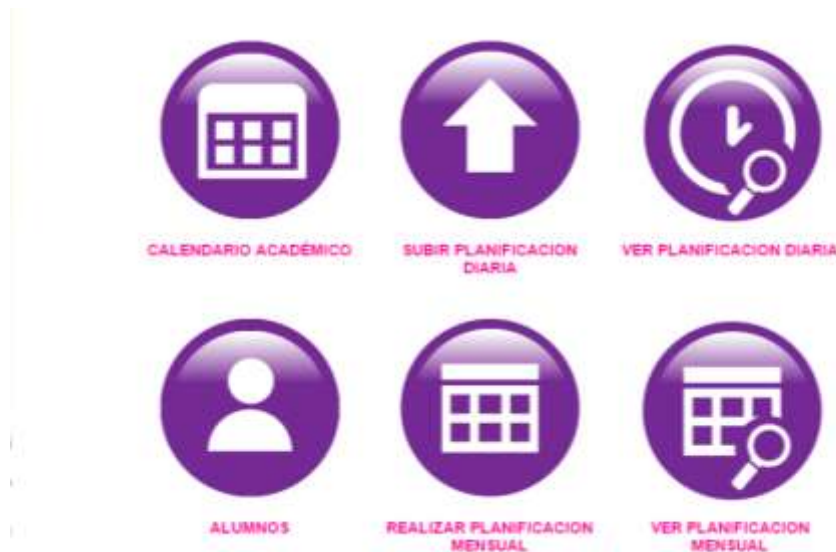 CALENDARIO ACADÉMICO
SUBIR PLANIFICACION
DIARIA
VER PLANIFICACION DIARIA
ALUMNOS
REALIZAR PLANIFICACION
MENSUAL
VER PLANIFICACION
MENSUAL